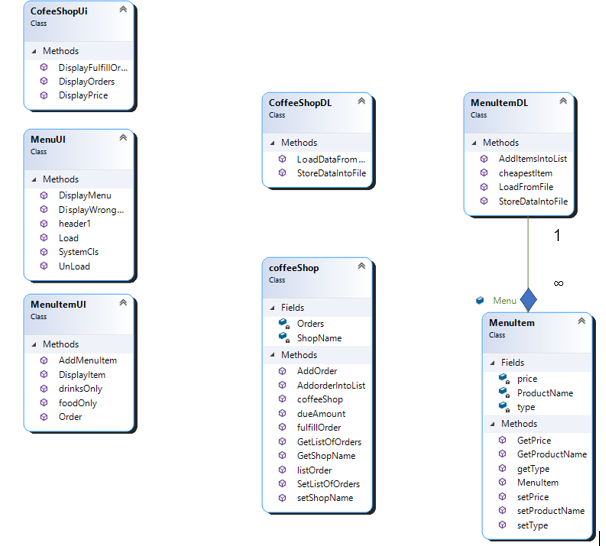 CofeeShopUi
Class
Methods
DisplayFulfillOr...
DisplayOrders
DisplayPrice
MenuUI
Class
Methods
DisplayMenu
DisplayWrong...
header1
Load
SystemCls
UnLoad
MenuItemUI
Class
Methods
AddMenuItem
DisplayItem
drinksOnly
foodOnly
Order
CoffeeShopDL
Class
Methods
LoadDataFrom...
StoreDataIntoFile
coffeeShop
Class
Fields
Orders
ShopName
Methods
AddOrder
AddorderIntoList
coffeeShop
dueAmount
fulfillOrder
GetListOfOrders
GetShopName
listOrder
SetListOfOrders
setShopName
MenuItemDL
Class
Methods
AddItemsIntoList
cheapestItem
LoadFromFile
StoreDataIntoFile
1
∞
Menu
MenuItem
Class
Fields
price
ProductName
type
Methods
GetPrice
GetProductName
getType
MenuItem
setPrice
setProductName
setType